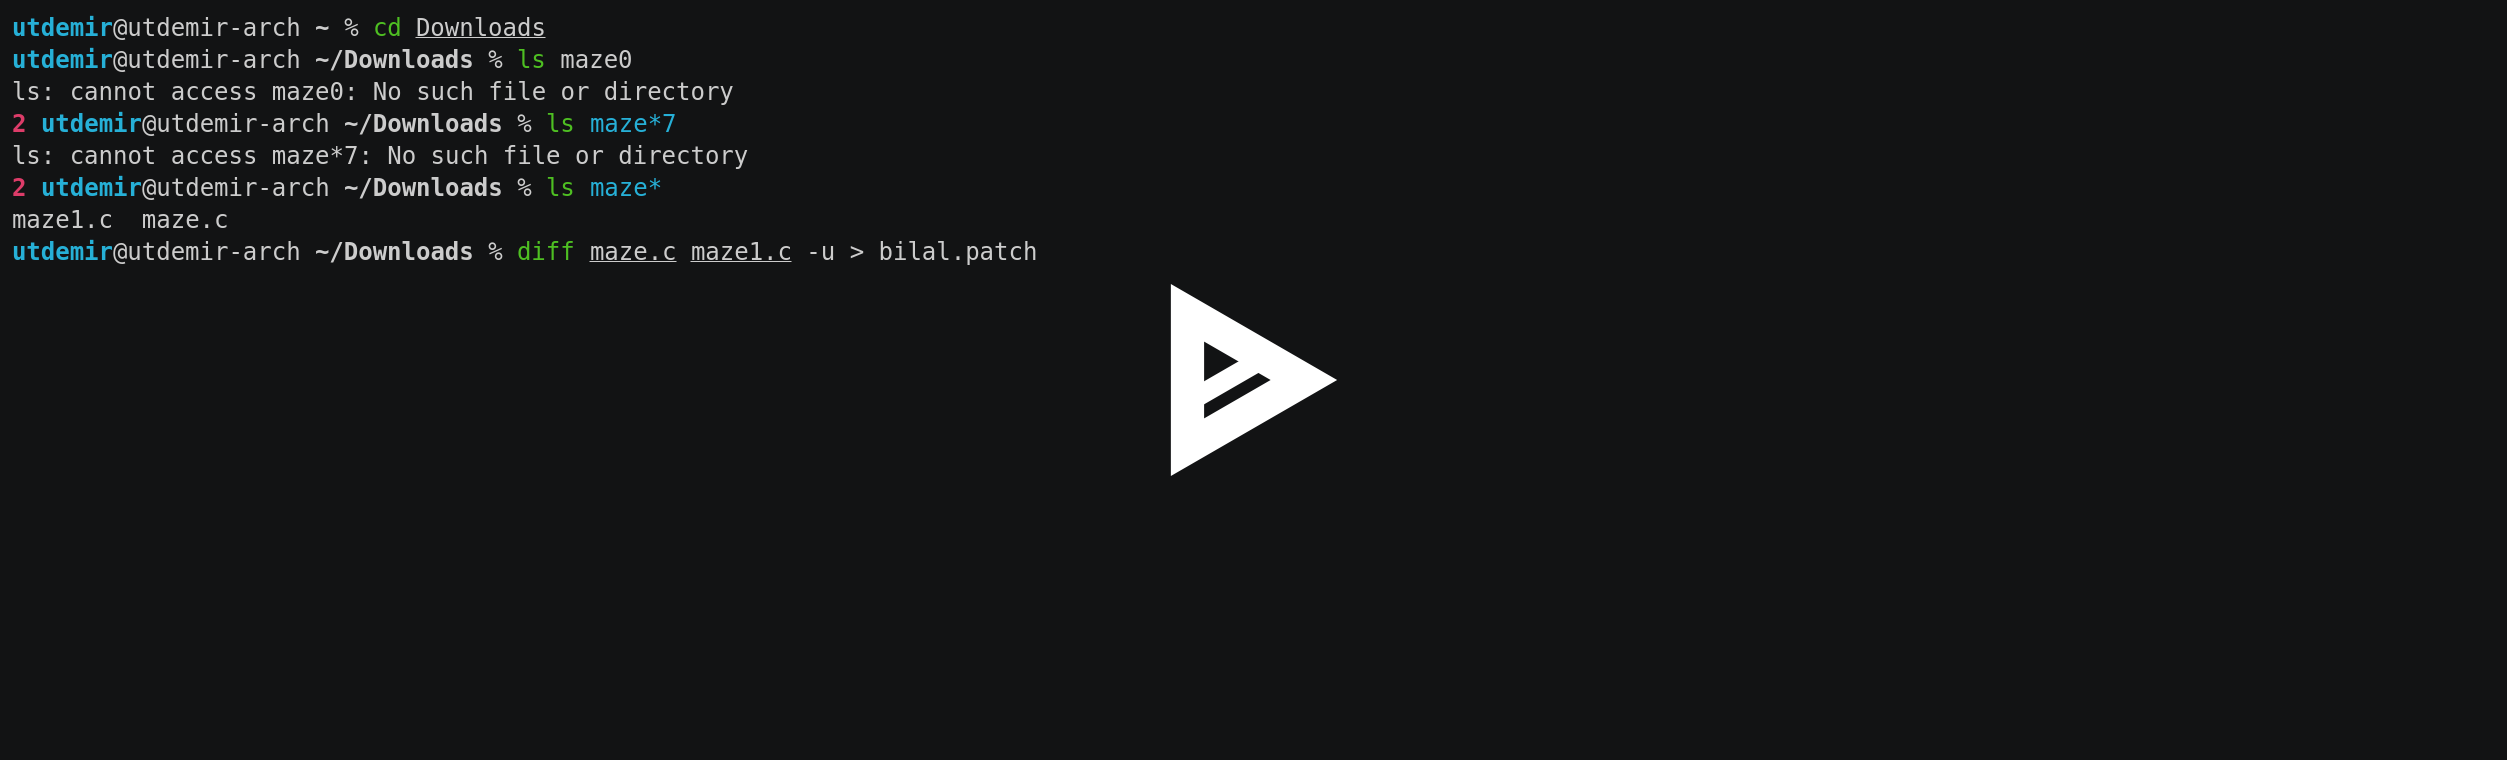 utdemir@utdemir-arch ~ % cd Downloads
utdemir@utdemir-arch ~/Downloads % ls maze0
ls: cannot access maze0: No such file or directory
2 utdemir@utdemir-arch ~/Downloads % ls maze*7
ls: cannot access maze*7: No such file or directory
2 utdemir@utdemir-arch ~/Downloads % ls maze*
maze1.c  maze.c
utdemir@utdemir-arch ~/Downloads % diff maze.c maze1.c -u > bilal.patch